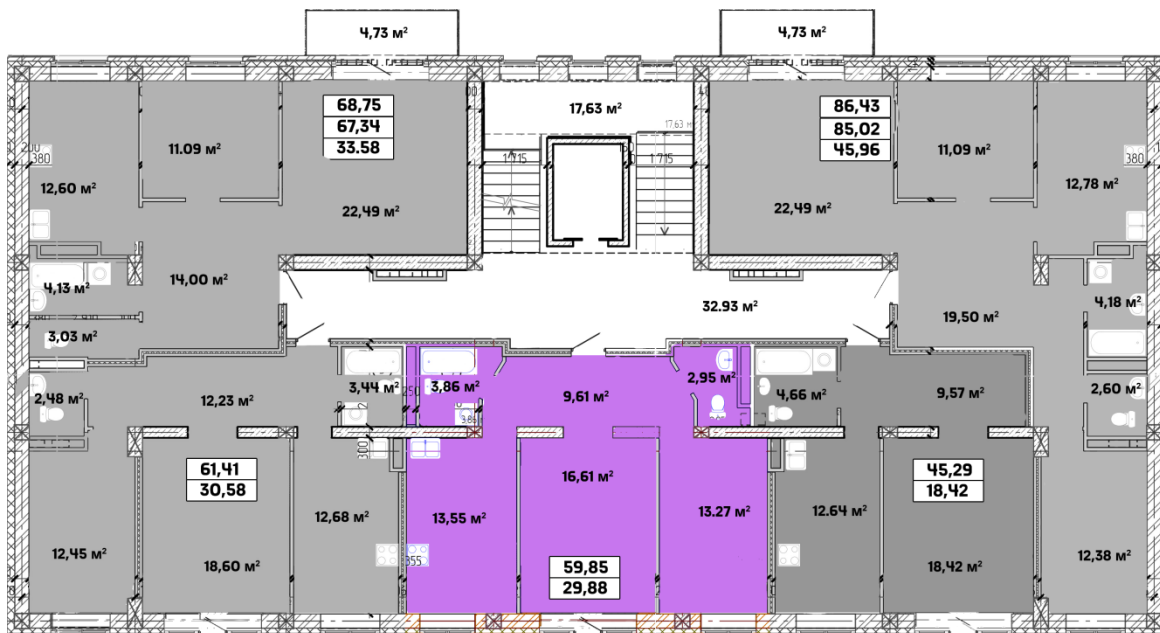 4,73 м²
4,73 м²
68,75
67,34
33.58
17,63 м²
17.63 м
86,43
85,02
45,96
11.09 м²
11,09 м²
200
380
1 715
1 715
380
12,60 м²
12,78 м²
22,49 м²
22,49 м²
4,13 м²
14,00 м²
32.93 м²
19,50 м²
4,18 м²
3,03 м²
2,48 м²
12,23 м²
3,44 м²
250
3,86 м²
9,61 м²
2,95 м²
4,66 м²
9,57 м²
2,60 м²
300
61,41
30,58
16,61 м²
45,29
18,42
12,45 м²
12,68 м²
13,55 м²
13.27 м²
12.64 м²
12,38 м²
355
18,60 м²
59,85
29,88
18,42 м²